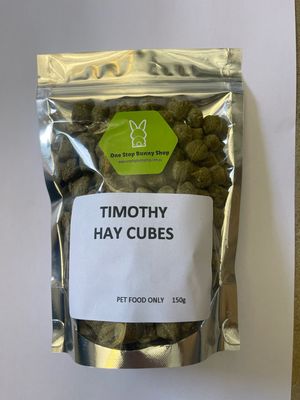 One Stop Bunny Shop
TIMOTHY
HAY CUBES
PET FOOD ONLY 150g